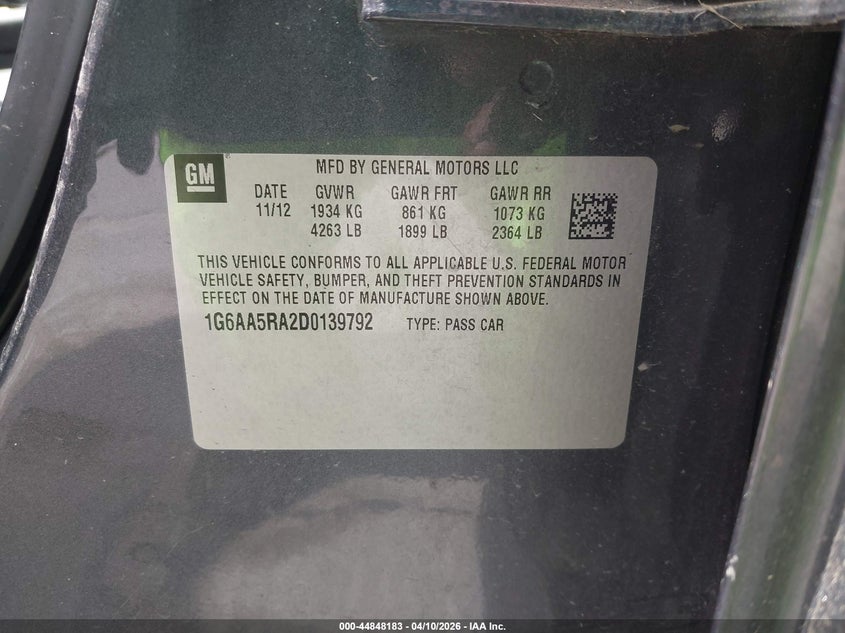 GM
MFD BY GENERAL MOTORS LLC
DATE GVWR GAWR FRT GAWR RR
11/12 1934 KG 861 KG 1073 KG
4263 LB 1899 LB 2364 LB
THIS VEHICLE CONFORMS TO ALL APPLICABLE U.S. FEDERAL MOTOR
VEHICLE SAFETY, BUMPER, AND THEFT PREVENTION STANDARDS IN
EFFECT ON THE DATE OF MANUFACTURE SHOWN ABOVE.
1G6AA5RA2D0139792 TYPE: PASS CAR
000-44848183 - 04/10/2026 - IAA Inc.